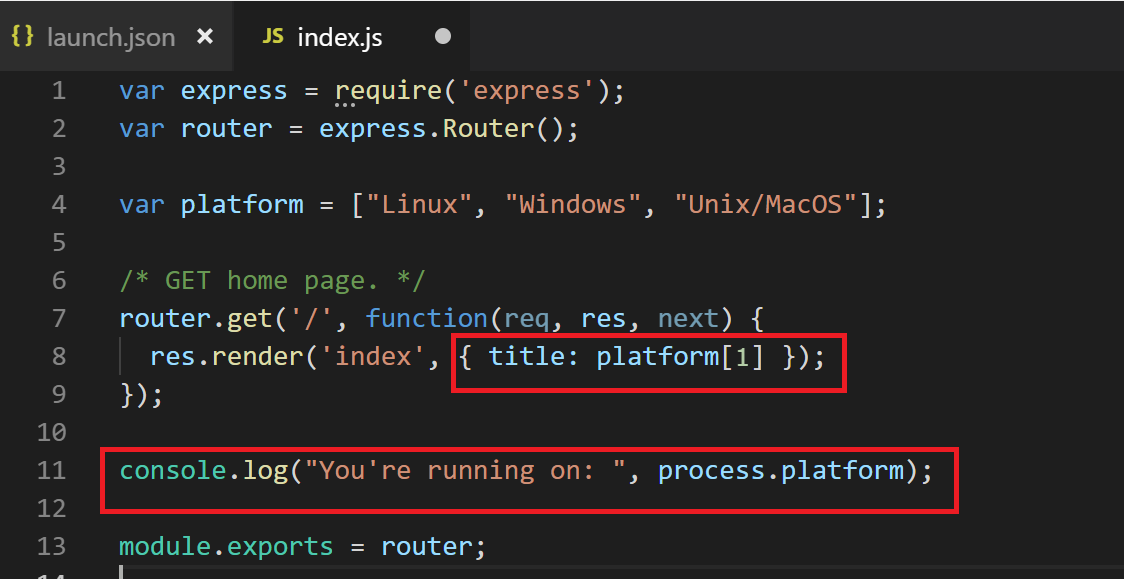 {} launch.json ×
JS index.js ●
1 var express = require('express');
2 var router = express.Router();
3
4 var platform = ["Linux", "Windows", "Unix/MacOS"];
5
6 /* GET home page. */
7 router.get('/', function(req, res, next) {
8   res.render('index', { title: platform[1] });
9 });
10
11 console.log("You're running on: ", process.platform);
12
13 module.exports = router;
14